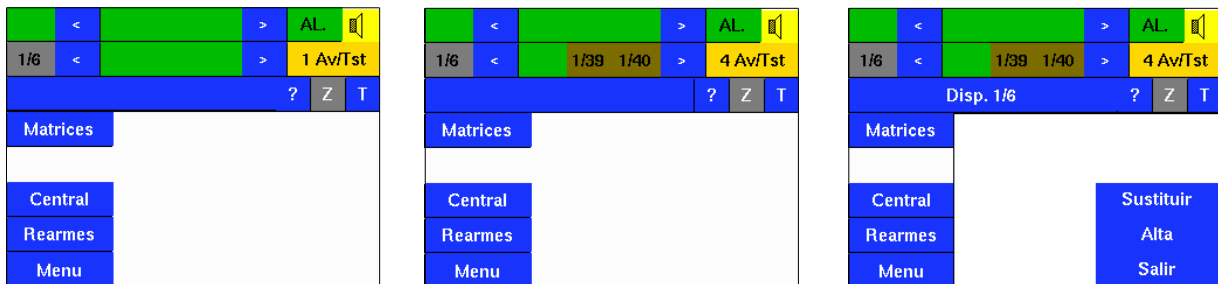 < > AL.
1/6 < > 1 Av/Tst
? Z T
Matrices
Central
Rearmes
Menu
< > AL.
1/6 < 1/39 1/40 > 4 Av/Tst
? Z T
Matrices
Central
Rearmes
Menu
< > AL.
1/6 < 1/39 1/40 > 4 Av/Tst
Disp. 1/6 ? Z T
Matrices
Central Sustituir
Rearmes Alta
Menu Salir